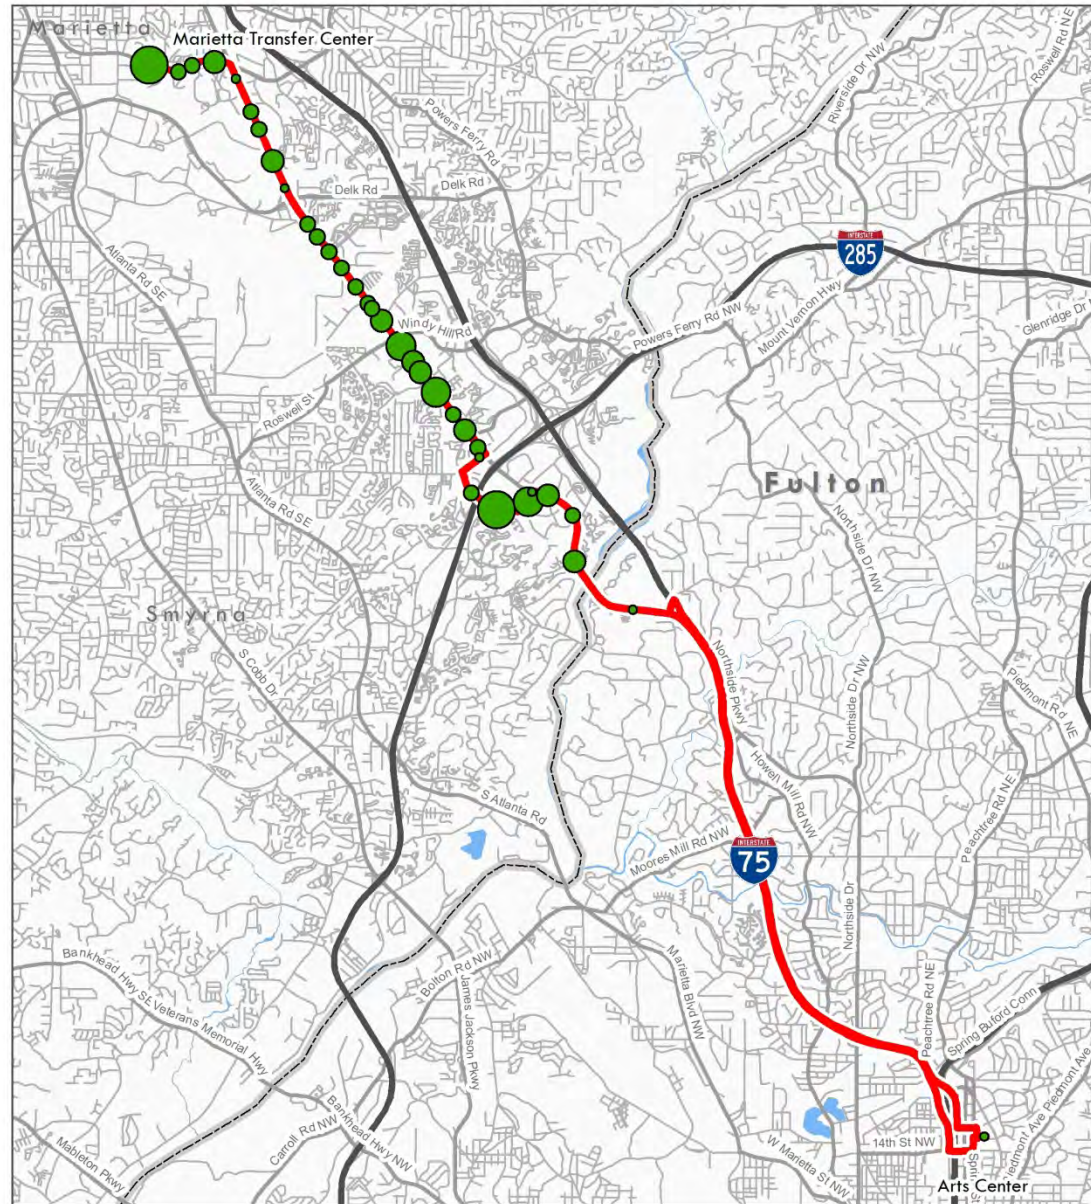 Marietta
Marietta Transfer Center
Roswell Rd NE
Riverside Dr NW
Powers Ferry Rd
Delk Rd
Delk Rd
INTERSTATE
285
Atlanta Rd SE
Mount Vernon Hwy
Glenridge Dr
Windy Hill Rd
Powers Ferry Rd NW
Roswell St
Fulton
Atlanta Rd SE
Northside Dr NW
Smyrna
S Cobb Dr
Northside Pkwy
Northside Dr NW
Piedmont Rd NE
Howell Mill Rd NW
S Atlanta Rd
Peachtree Rd NE
Moores Mill Rd NW
INTERSTATE
75
Northside Dr
Bolton Rd NW
Marietta Blvd NW
Bankhead Hwy SE
Veterans Memorial Hwy
James Jackson Pkwy
Peachtree Rd NE
Spring Buford Conn
Bankhead Hwy NW
Carroll Rd NW
Mableton Pkwy
W Marietta St NW
14th St NW
Piedmont Ave
Piedmont Ave
Arts Center